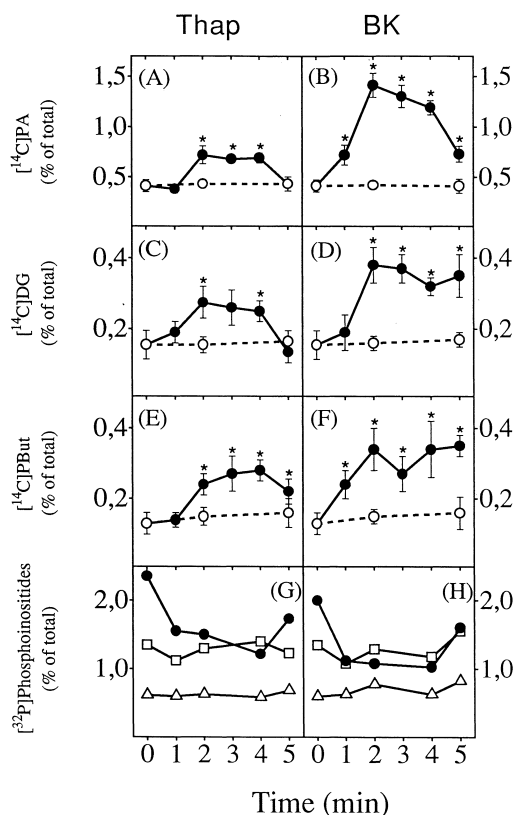 Thap BK
(A) (B)
1,5 1,5
1,0 1,0
0,5 0,5
[¹⁴C]PA
(% of total)
* * *
* * * * *
(C) (D)
0,4 0,4
0,2 0,2
[¹⁴C]DG
(% of total)
* *
* * * *
(E) (F)
0,4 0,4
0,2 0,2
[¹⁴C]PBut
(% of total)
* * * *
* * * * *
(G) (H)
2,0 2,0
1,0 1,0
[³²P]Phosphoinositides
(% of total)
0 1 2 3 4 5 0 1 2 3 4 5
Time (min)